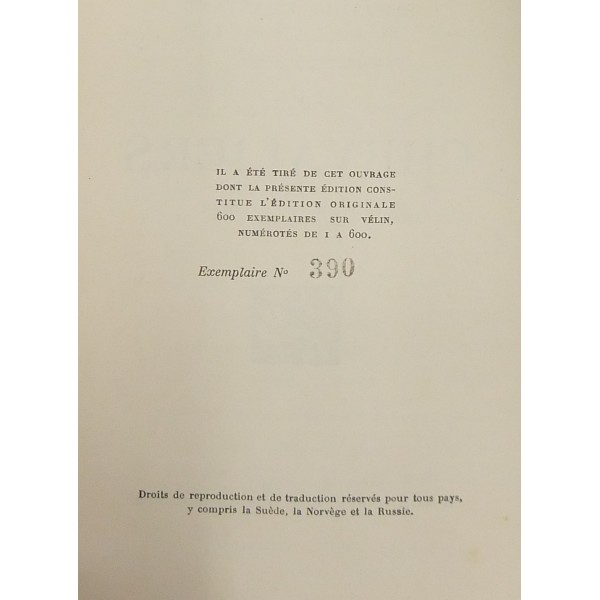 IL A ÉTÉ TIRÉ DE CET OUVRAGE
DONT LA PRÉSENTE ÉDITION CONS-
TITUE L'ÉDITION ORIGINALE
600 EXEMPLAIRES SUR VÉLIN,
NUMÉROTÉS DE 1 A 600.
Exemplaire No 390
Droits de reproduction et de traduction réservés pour tous pays,
y compris la Suède, la Norvège et la Russie.